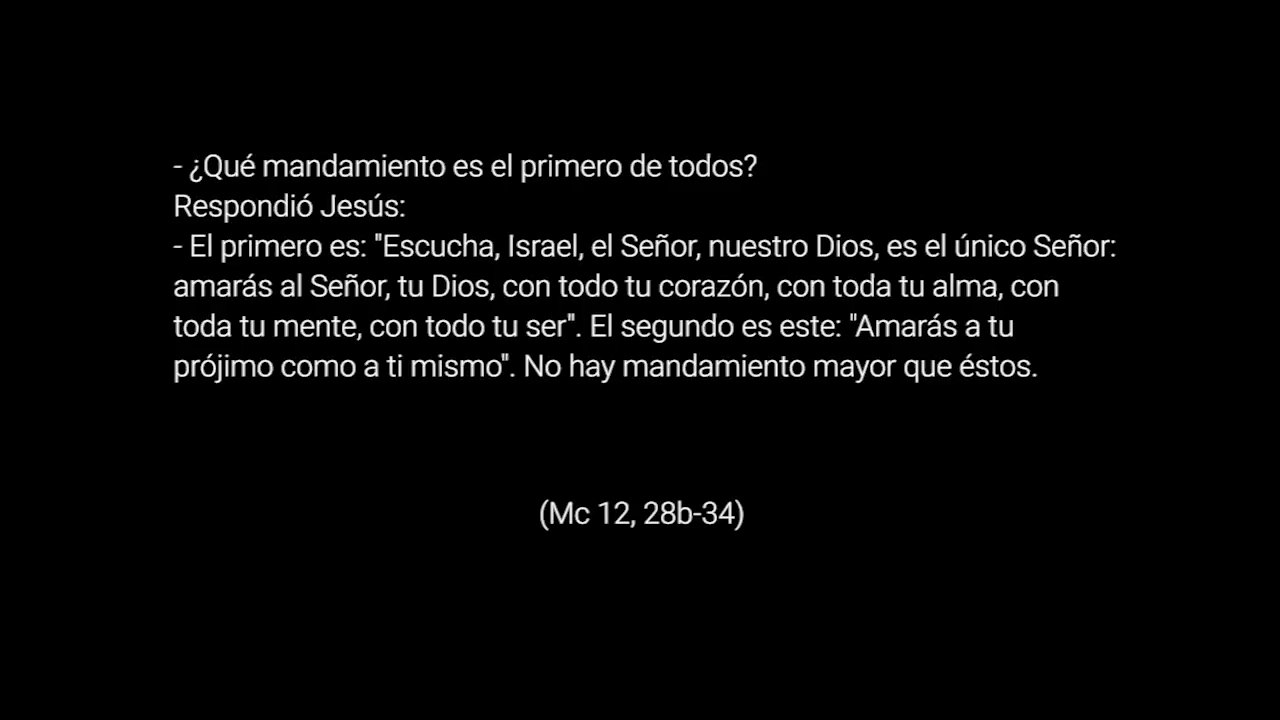 - ¿Qué mandamiento es el primero de todos?
Respondió Jesús:
- El primero es: "Escucha, Israel, el Señor, nuestro Dios, es el único Señor:
amarás al Señor, tu Dios, con todo tu corazón, con toda tu alma, con
toda tu mente, con todo tu ser". El segundo es este: "Amarás a tu
prójimo como a ti mismo". No hay mandamiento mayor que éstos.
(Mc 12, 28b-34)